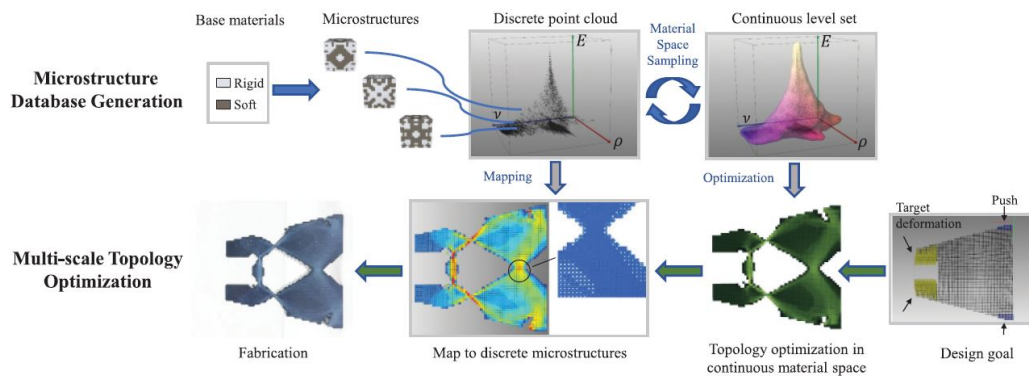 Base materials
Microstructures
Discrete point cloud
Continuous level set
Microstructure
Database Generation
Rigid
Soft
E
ν
ρ
Material
Space
Sampling
E
ν
ρ
Mapping
Optimization
Multi-scale Topology
Optimization
Target
deformation
Push
Fabrication
Map to discrete microstructures
Topology optimization in
continuous material space
Design goal